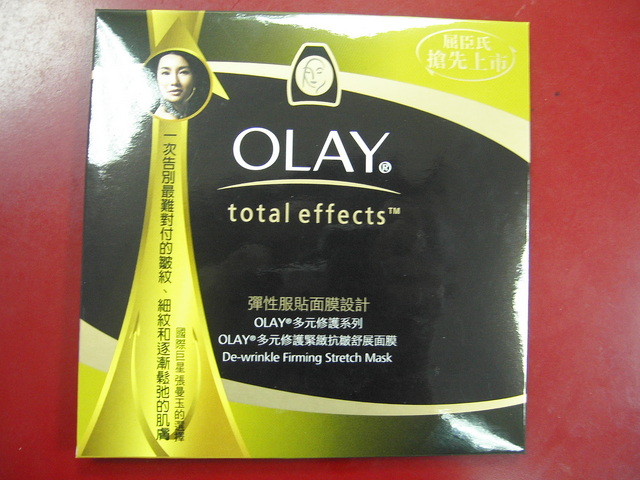 屈臣氏
搶先上市
OLAY®
total effects™
一次告別最難對付的皺紋、細紋和逐漸鬆弛的肌膚
國際巨星張曼玉的選擇
彈性服貼面膜設計
OLAY®多元修護系列
OLAY®多元修護緊緻抗皺舒展面膜
De-wrinkle Firming Stretch Mask